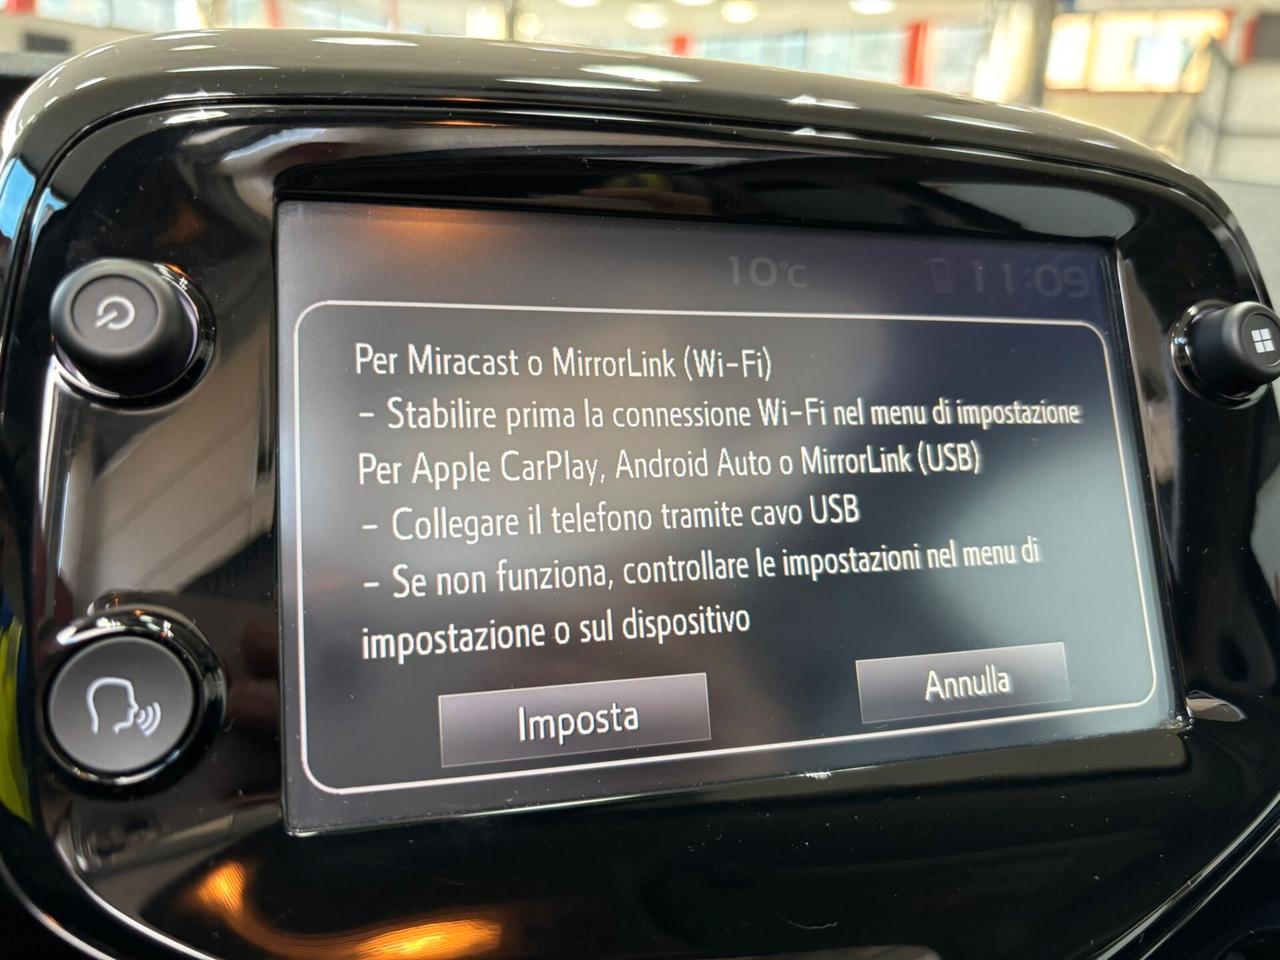 10°C 11:09
Per Miracast o MirrorLink (Wi-Fi)
- Stabilire prima la connessione Wi-Fi nel menu di impostazione
Per Apple CarPlay, Android Auto o MirrorLink (USB)
- Collegare il telefono tramite cavo USB
- Se non funziona, controllare le impostazioni nel menu di
impostazione o sul dispositivo
Imposta Annulla